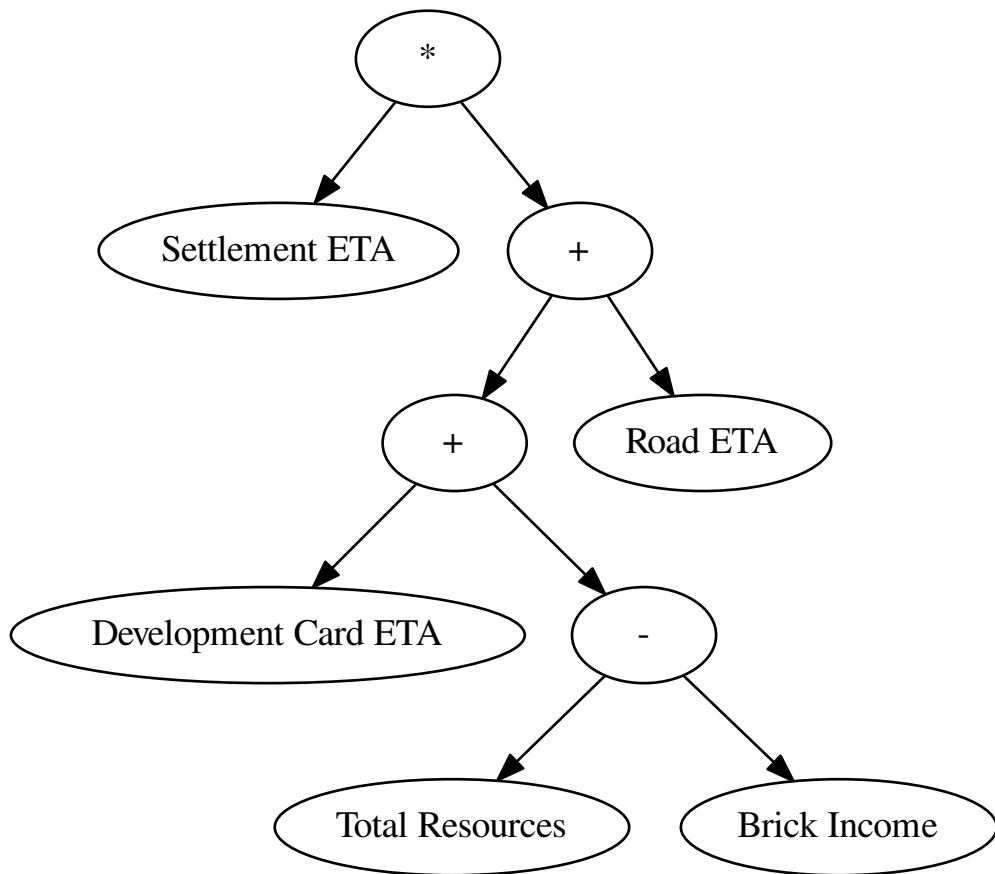 *
Settlement ETA
+
+
Road ETA
Development Card ETA
-
Total Resources
Brick Income